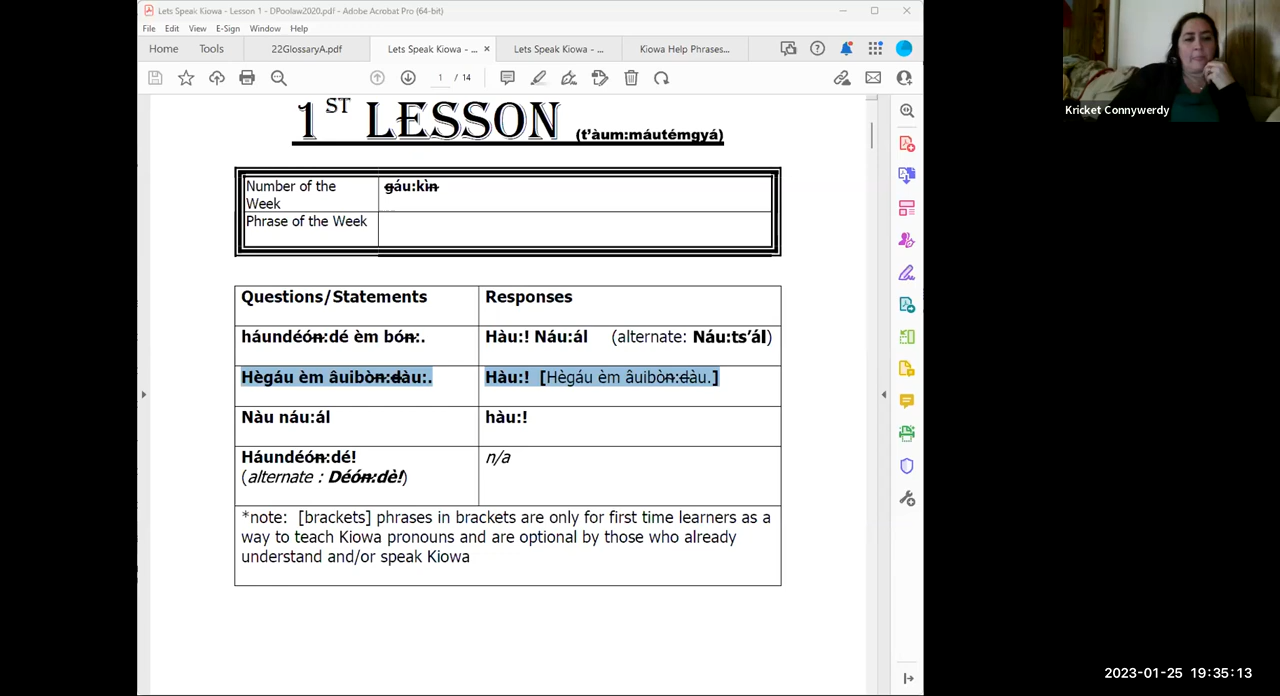 Lets Speak Kiowa - Lesson 1 - DPoolaw2020.pdf - Adobe Acrobat Pro (64-bit)
File Edit View E-Sign Window Help
Home Tools 22GlossaryA.pdf Lets Speak Kiowa - ... × Lets Speak Kiowa - ... Kiowa Help Phrases...
1 / 14
1ST LESSON (t'àum:máutémgyá)
Number of the
Week
g̶áu:kìn̶
Phrase of the Week
Questions/Statements Responses
háundéón̶:dé èm bón̶:. Hàu:! Náu:ál (alternate: Náu:ts'ál)
Hègáu èm âuibòn̶:d̶àu:. Hàu:! [Hègáu èm âuibòn̶:d̶àu.]
Nàu náu:ál hàu:!
Háundéón̶:dé! n/a
(alternate : Déón̶:dè!)
*note: [brackets] phrases in brackets are only for first time learners as a
way to teach Kiowa pronouns and are optional by those who already
understand and/or speak Kiowa
Kricket Connywerdy
2023-01-25 19:35:13